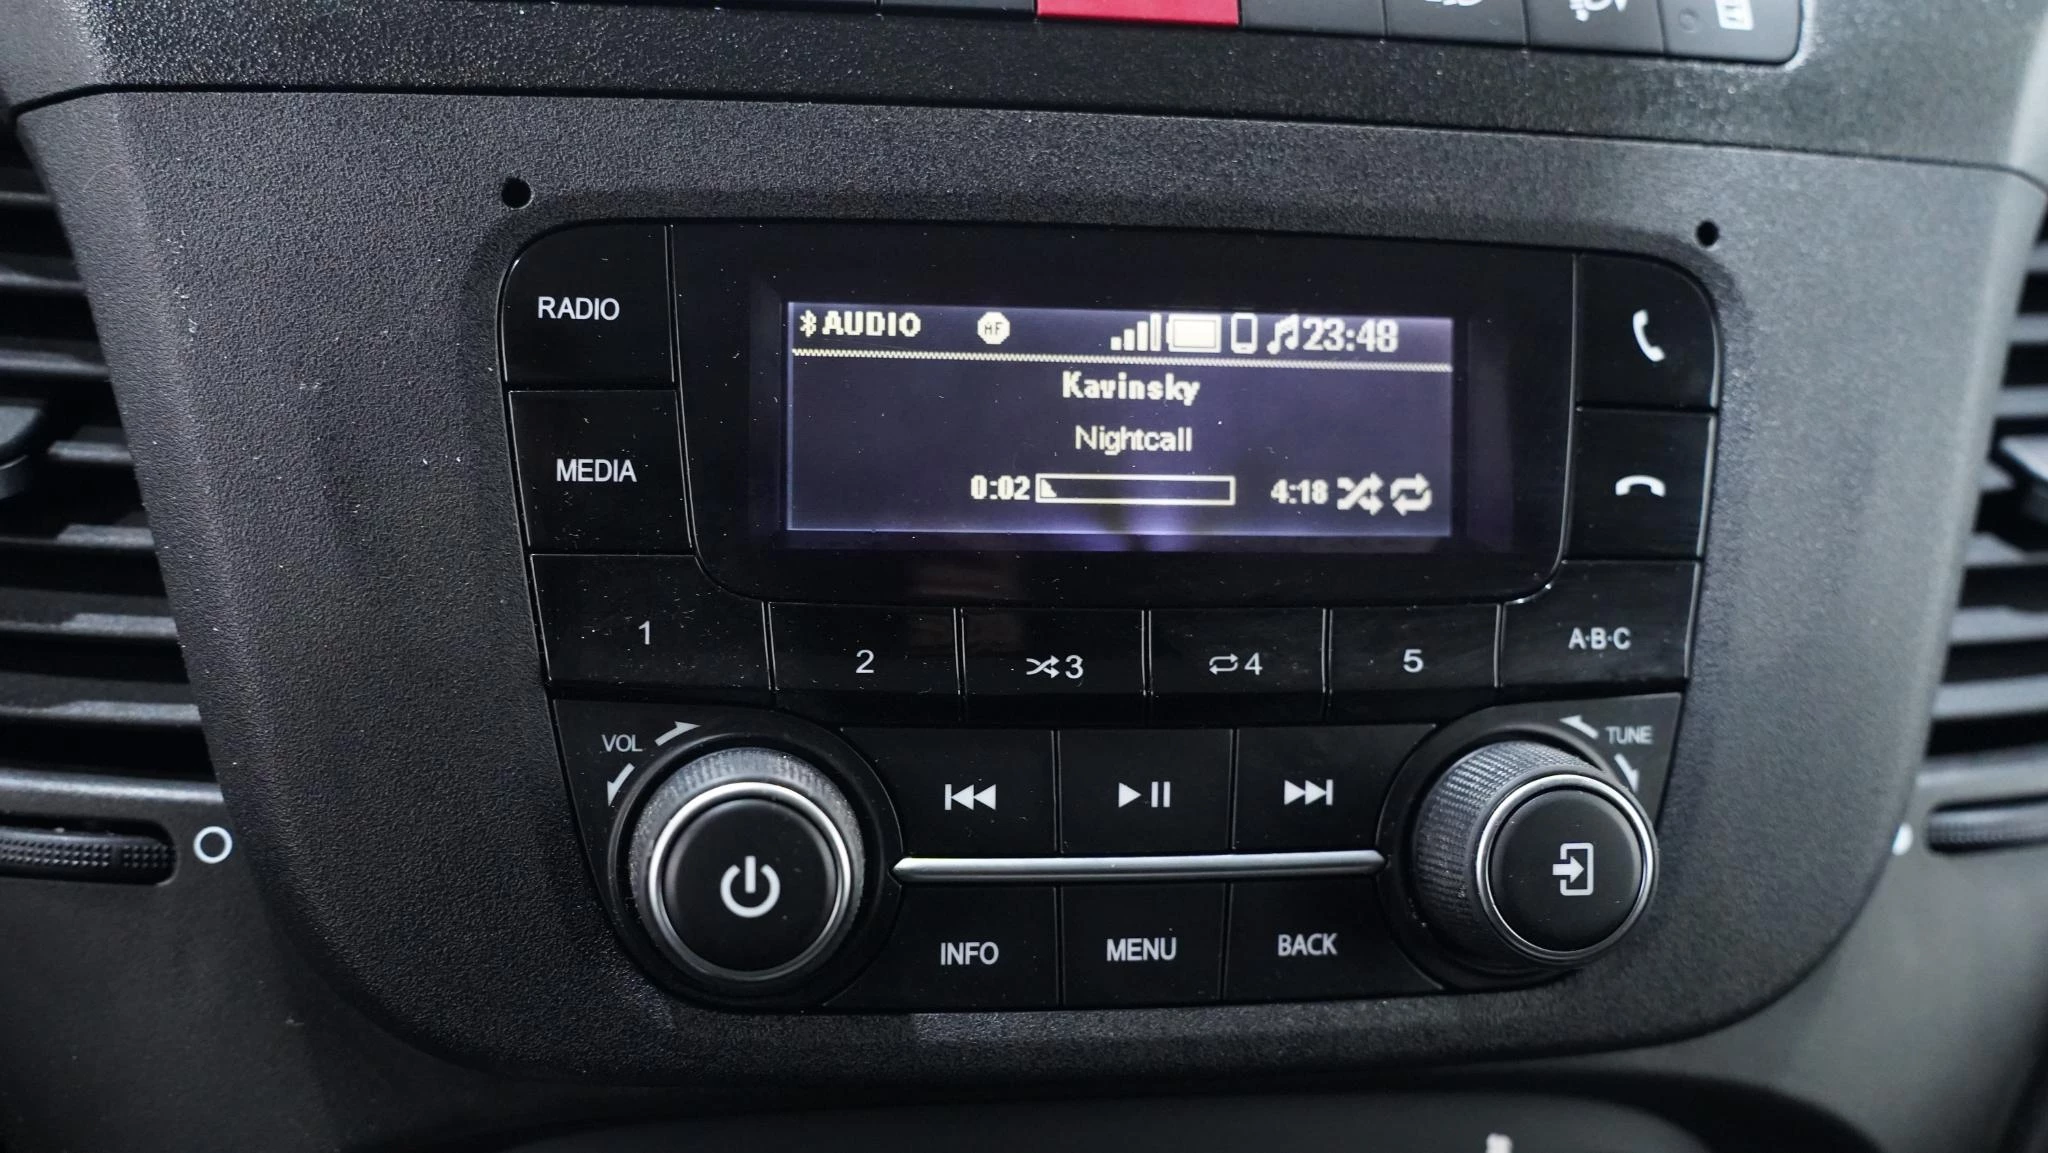 AUDIO AF 23:48
Kavinsky
Nightcall
0:02 4:18
RADIO
MEDIA
1 2 3 4 5 A·B·C
VOL TUNE
INFO MENU BACK